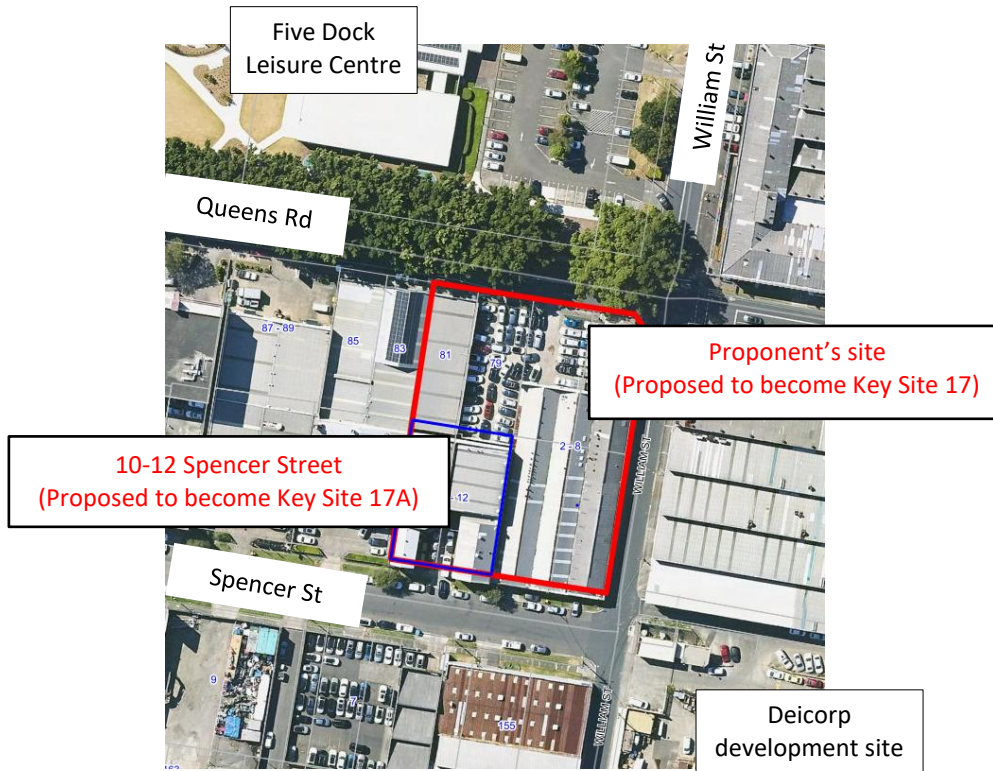 Five Dock
Leisure Centre
William St
Queens Rd
87 - 89
85
83
81
79
Proponent's site
(Proposed to become Key Site 17)
2 - 8
WILLIAM ST
10-12 Spencer Street
(Proposed to become Key Site 17A)
- 12
Spencer St
9
7
155
WILLIAM ST
Deicorp
development site